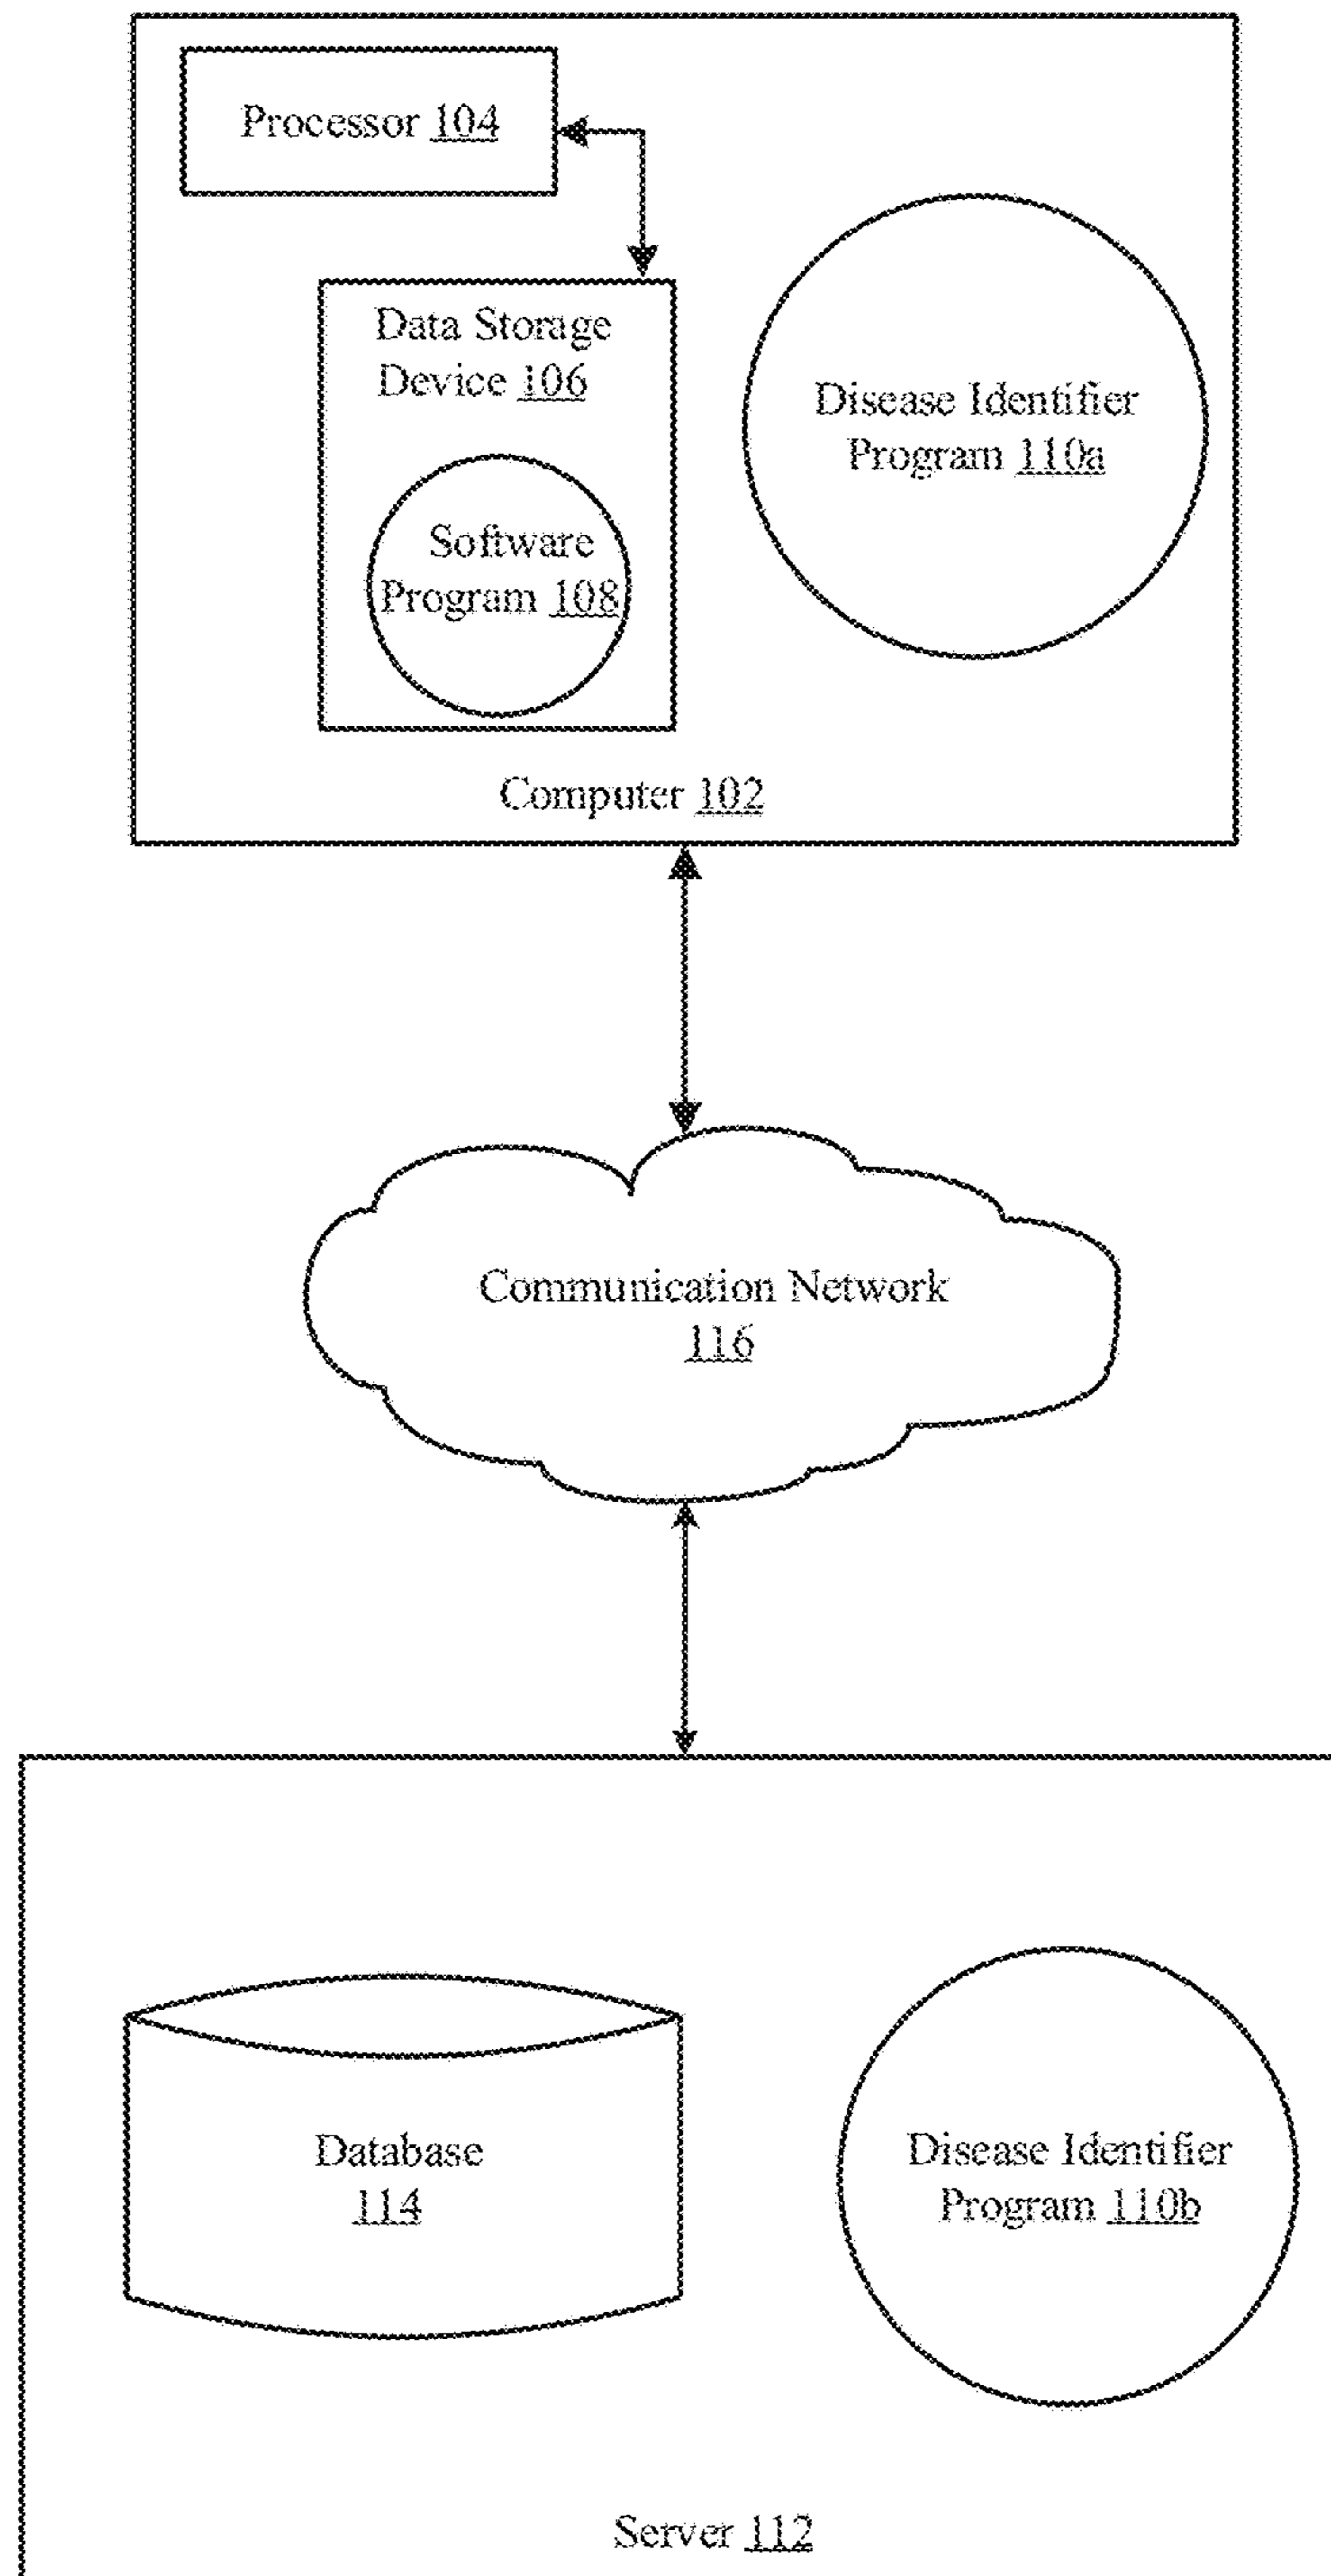 Processor 104
Data Storage
Device 106
Disease Identifier
Program 110a
Software
Program 108
Computer 102
Communication Network
116
Database
114
Disease Identifier
Program 110b
Server 112